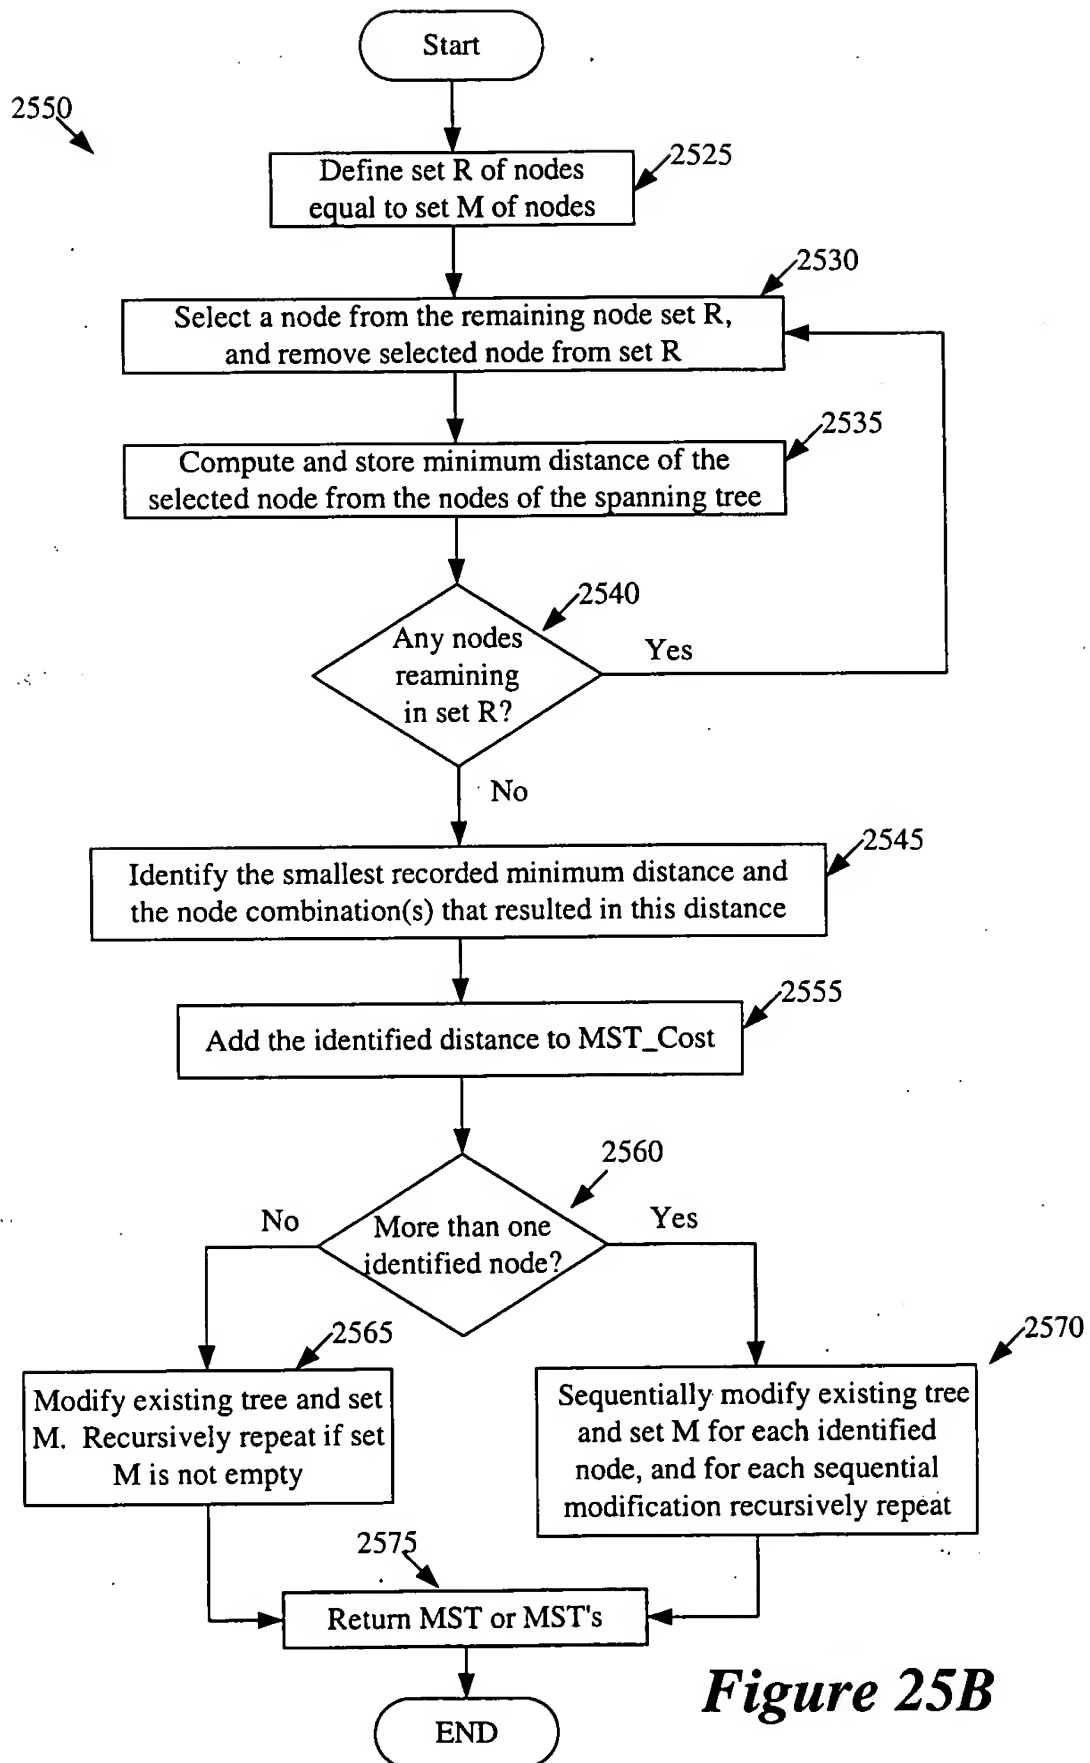 Start
2550
Define set R of nodes
equal to set M of nodes
2525
2530
Select a node from the remaining node set R,
and remove selected node from set R
2535
Compute and store minimum distance of the
selected node from the nodes of the spanning tree
2540
Any nodes
reamining
in set R?
Yes
No
2545
Identify the smallest recorded minimum distance and
the node combination(s) that resulted in this distance
2555
Add the identified distance to MST_Cost
2560
No
More than one
identified node?
Yes
2565
Modify existing tree and set
M. Recursively repeat if set
M is not empty
2570
Sequentially modify existing tree
and set M for each identified
node, and for each sequential
modification recursively repeat
2575
Return MST or MST's
END
Figure 25B